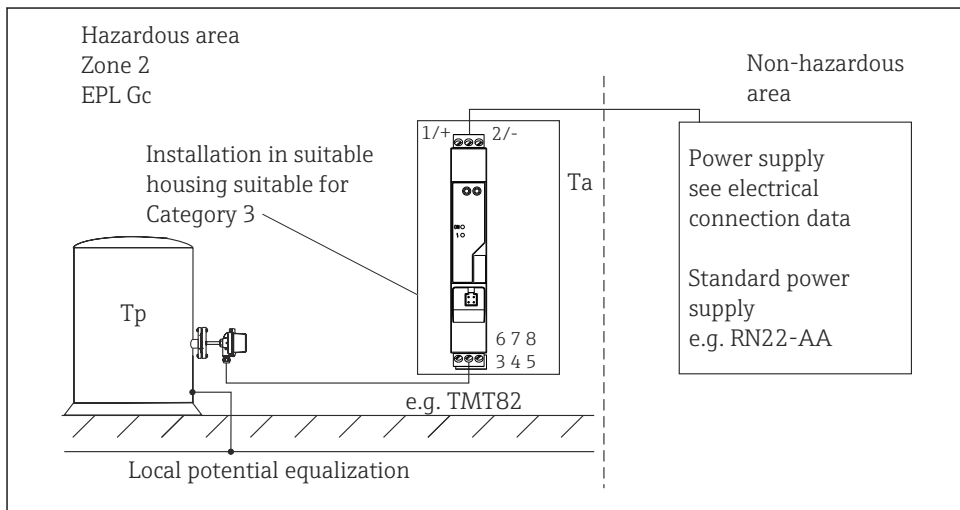 Hazardous area
Zone 2
EPL Gc
Non-hazardous
area
1/+ 2/-
Installation in suitable
housing suitable for
Category 3
Ta
Power supply
see electrical
connection data
Standard power
supply
e.g. RN22-AA
Tp
6 7 8
3 4 5
e.g. TMT82
Local potential equalization